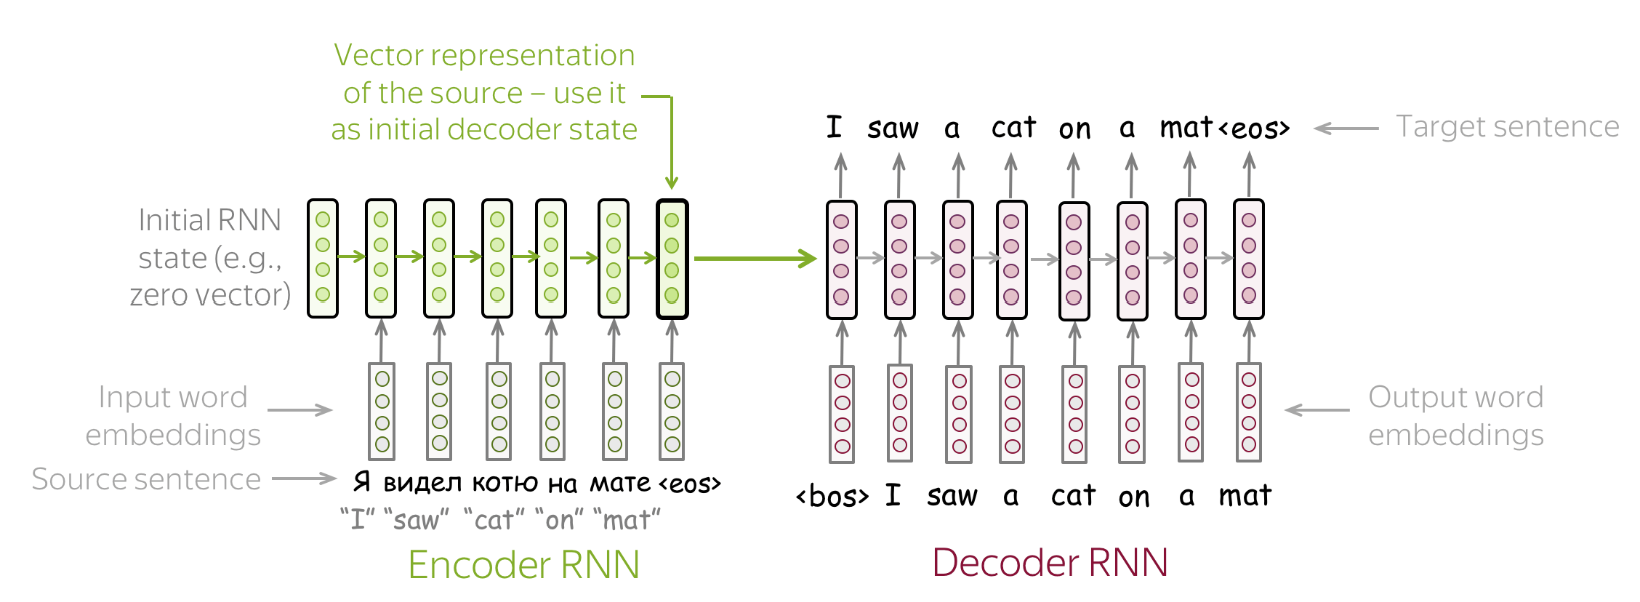 Vector representation
of the source – use it
as initial decoder state
I saw a cat on a mat <eos>
Target sentence
Initial RNN
state (e.g.,
zero vector)
Input word
embeddings
Output word
embeddings
Source sentence
Я видел котю на мате <eos>
"I" "saw" "cat" "on" "mat"
<bos> I saw a cat on a mat
Encoder RNN
Decoder RNN